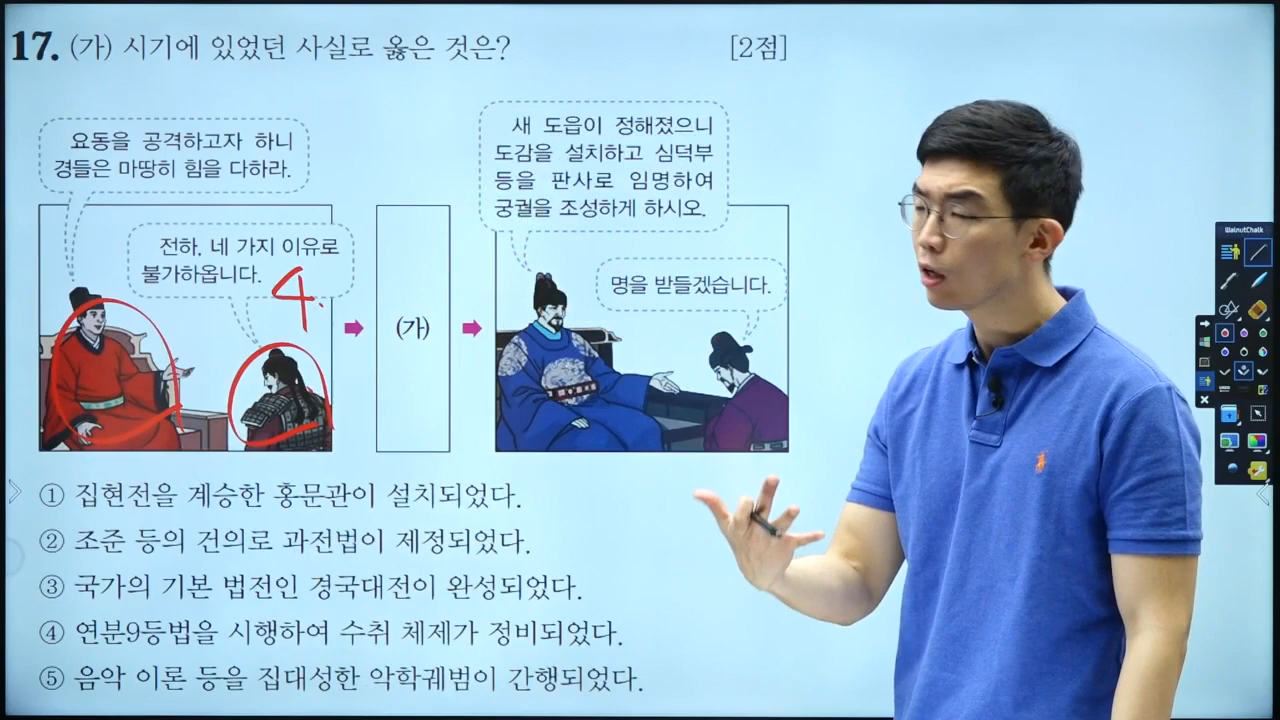 17. (가) 시기에 있었던 사실로 옳은 것은?
[2점]
요동을 공격하고자 하니
경들은 마땅히 힘을 다하라.
전하, 네 가지 이유로
불가하옵니다.
4.
(가)
새 도읍이 정해졌으니
도감을 설치하고 심덕부
등을 판사로 임명하여
궁궐을 조성하게 하시오.
명을 받들겠습니다.
① 집현전을 계승한 홍문관이 설치되었다.
② 조준 등의 건의로 과전법이 제정되었다.
③ 국가의 기본 법전인 경국대전이 완성되었다.
④ 연분9등법을 시행하여 수취 체제가 정비되었다.
⑤ 음악 이론 등을 집대성한 악학궤범이 간행되었다.
WalnutChalk